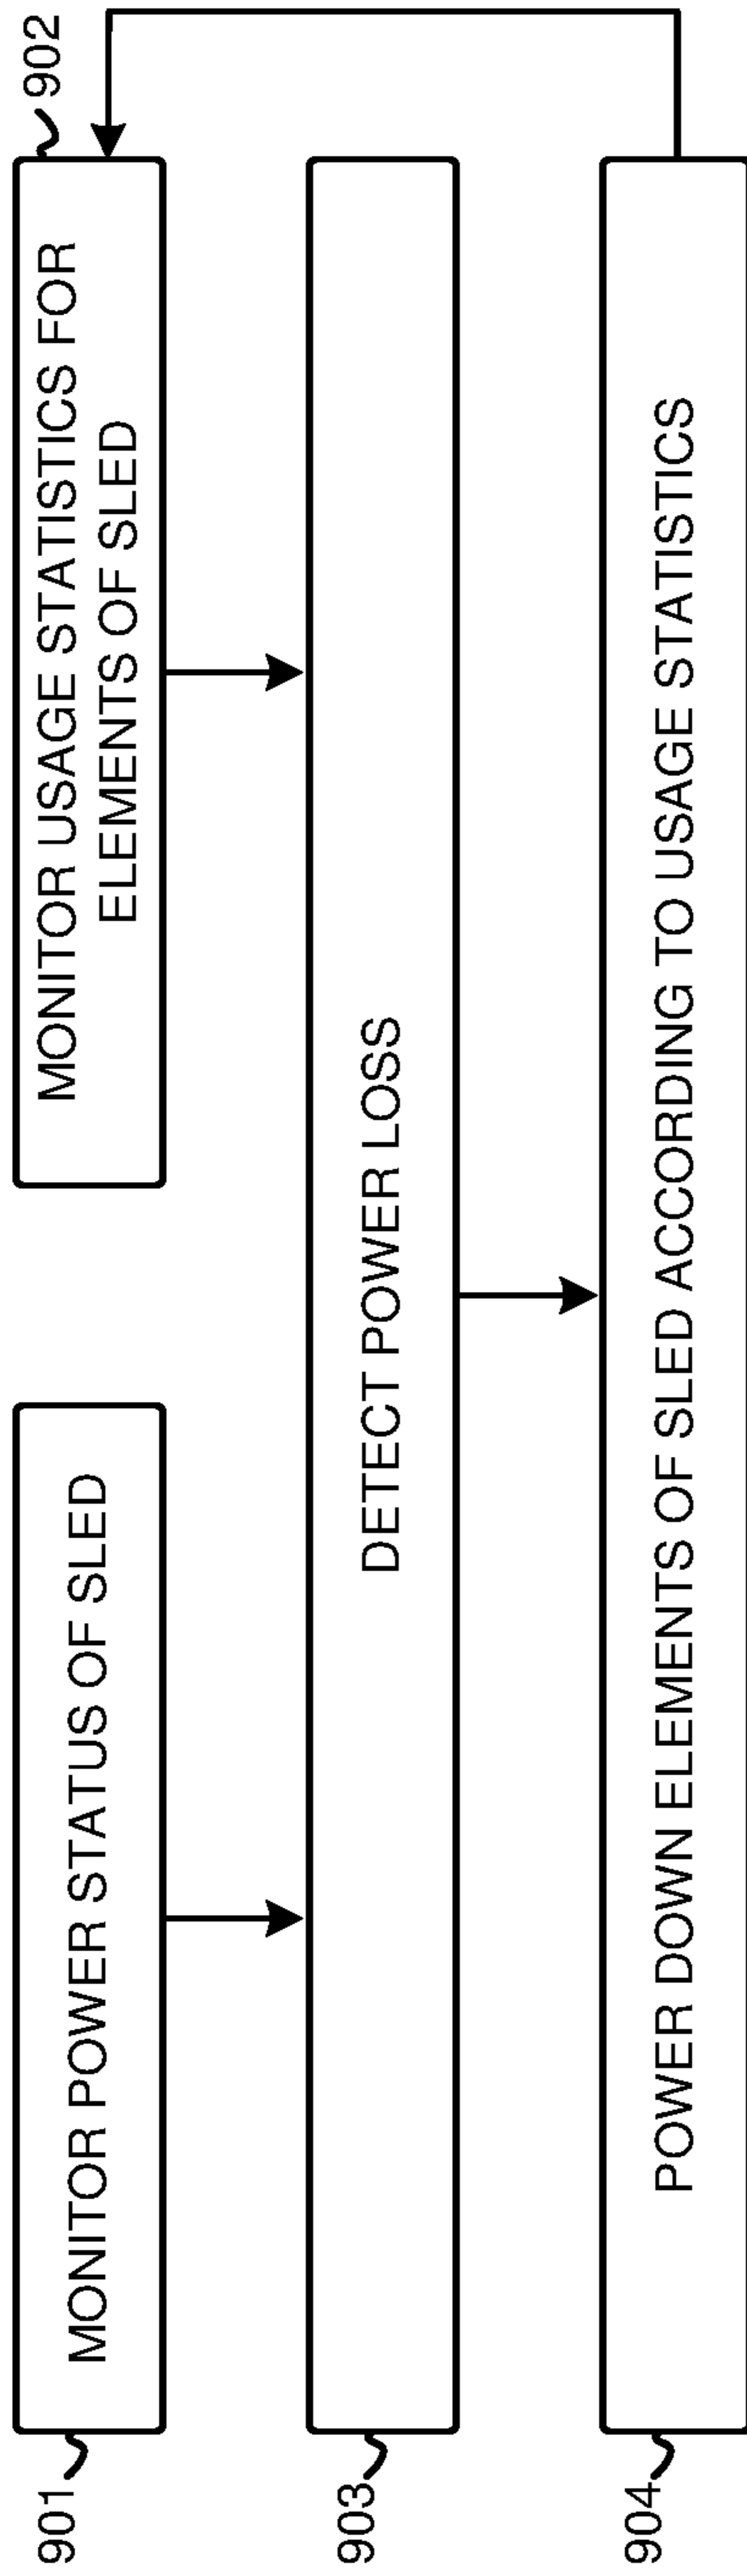 901
MONITOR POWER STATUS OF SLED
902
MONITOR USAGE STATISTICS FOR
ELEMENTS OF SLED
903
DETECT POWER LOSS
904
POWER DOWN ELEMENTS OF SLED ACCORDING TO USAGE STATISTICS